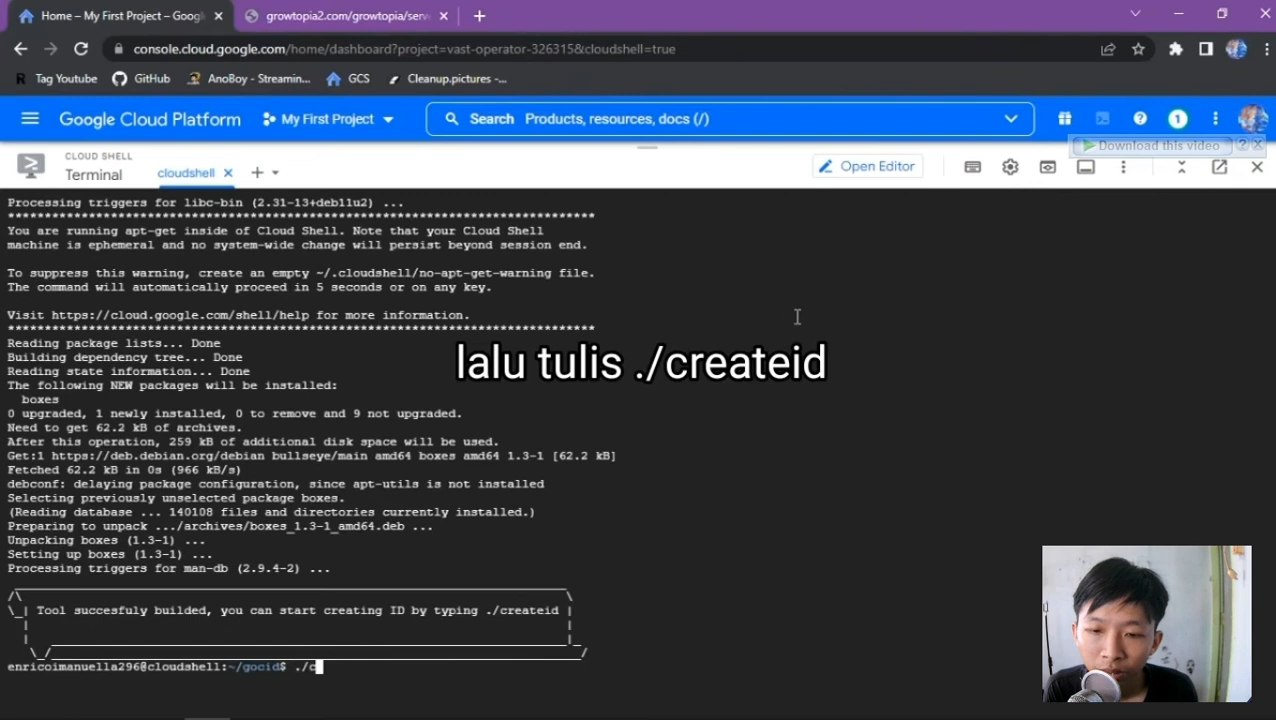 Home – My First Project – Google
growtopia2.com/growtopia/serv
console.cloud.google.com/home/dashboard?project=vast-operator-326315&cloudshell=true
Tag Youtube
GitHub
AnoBoy - Streamin...
GCS
Cleanup.pictures -...
Google Cloud Platform
My First Project
Search Products, resources, docs (/)
1
Download this video
CLOUD SHELL
Terminal
cloudshell
Open Editor
Processing triggers for libc-bin (2.31-13+deb11u2) ...
********************************************************************************
You are running apt-get inside of Cloud Shell. Note that your Cloud Shell
machine is ephemeral and no system-wide change will persist beyond session end.
To suppress this warning, create an empty ~/.cloudshell/no-apt-get-warning file.
The command will automatically proceed in 5 seconds or on any key.
Visit https://cloud.google.com/shell/help for more information.
********************************************************************************
Reading package lists... Done
Building dependency tree... Done
Reading state information... Done
The following NEW packages will be installed:
boxes
0 upgraded, 1 newly installed, 0 to remove and 9 not upgraded.
Need to get 62.2 kB of archives.
After this operation, 259 kB of additional disk space will be used.
Get:1 https://deb.debian.org/debian bullseye/main amd64 boxes amd64 1.3-1 [62.2 kB]
Fetched 62.2 kB in 0s (966 kB/s)
debconf: delaying package configuration, since apt-utils is not installed
Selecting previously unselected package boxes.
(Reading database ... 140108 files and directories currently installed.)
Preparing to unpack .../archives/boxes_1.3-1_amd64.deb ...
Unpacking boxes (1.3-1) ...
Setting up boxes (1.3-1) ...
Processing triggers for man-db (2.9.4-2) ...
Tool succesfuly builded, you can start creating ID by typing ./createid
enricoimanuella296@cloudshell:~/gocid$ ./c
lalu tulis ./createid